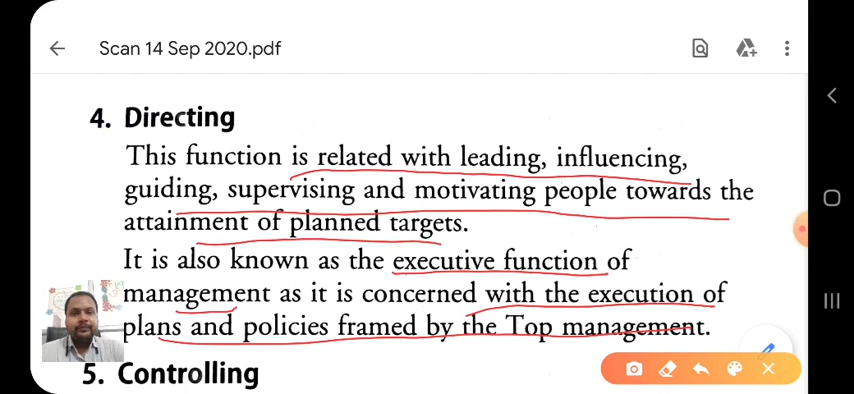 Scan 14 Sep 2020.pdf
4. Directing
This function is related with leading, influencing,
guiding, supervising and motivating people towards the
attainment of planned targets.
It is also known as the executive function of
management as it is concerned with the execution of
plans and policies framed by the Top management.
5. Controlling